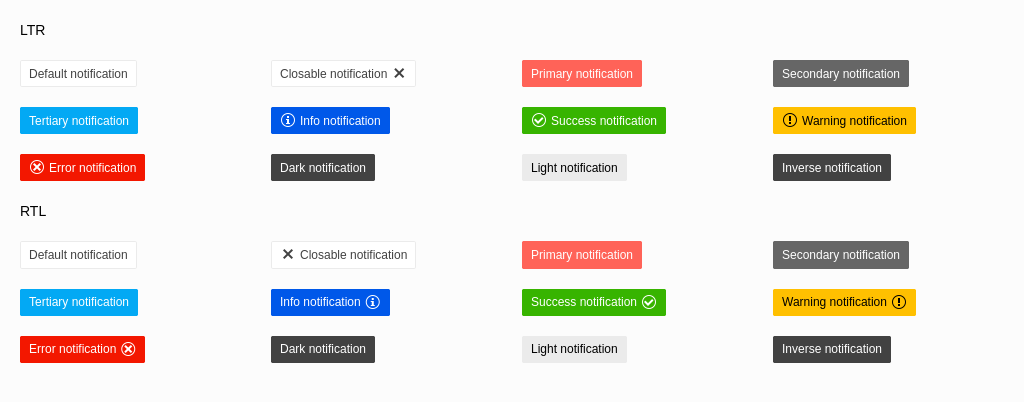 LTR
Default notification
Closable notification
Primary notification
Secondary notification
Tertiary notification
Info notification
Success notification
Warning notification
Error notification
Dark notification
Light notification
Inverse notification
RTL
Default notification
Closable notification
Primary notification
Secondary notification
Tertiary notification
Info notification
Success notification
Warning notification
Error notification
Dark notification
Light notification
Inverse notification